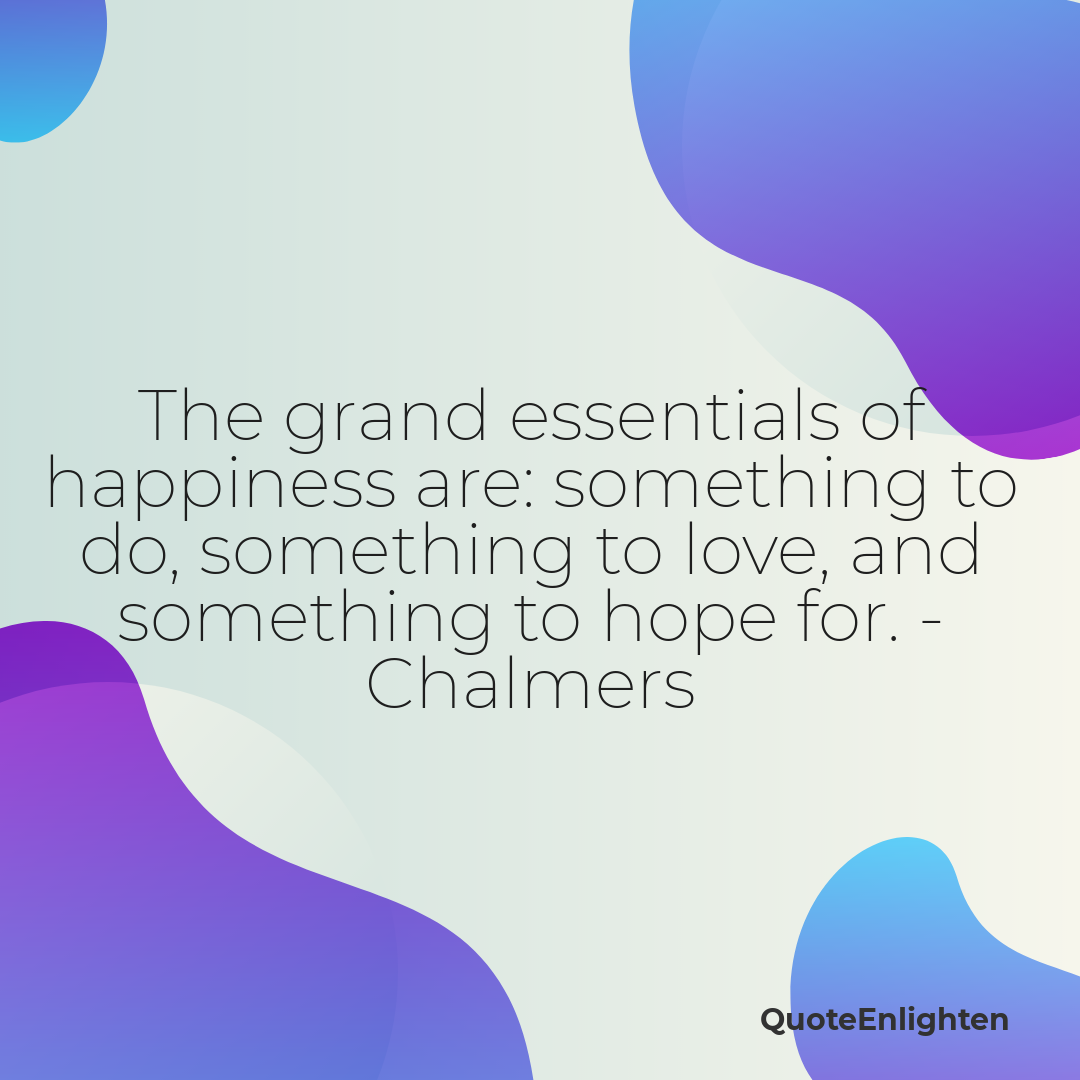 The grand essentials of
happiness are: something to
do, something to love, and
something to hope for. -
Chalmers
QuoteEnlighten